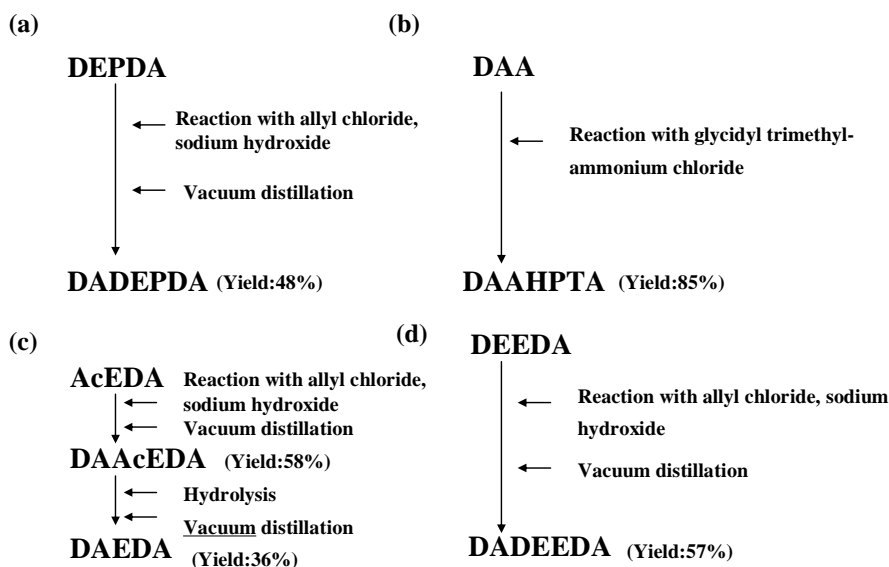 (a)
DEPDA
Reaction with allyl chloride,
sodium hydroxide
Vacuum distillation
DADEPDA (Yield:48%)
(b)
DAA
Reaction with glycidyl trimethyl-
ammonium chloride
DAAHPTA (Yield:85%)
(c)
AcEDA
Reaction with allyl chloride,
sodium hydroxide
Vacuum distillation
DAAcEDA (Yield:58%)
Hydrolysis
Vacuum distillation
DAEDA
(Yield:36%)
(d)
DEEDA
Reaction with allyl chloride, sodium
hydroxide
Vacuum distillation
DADEEDA (Yield:57%)